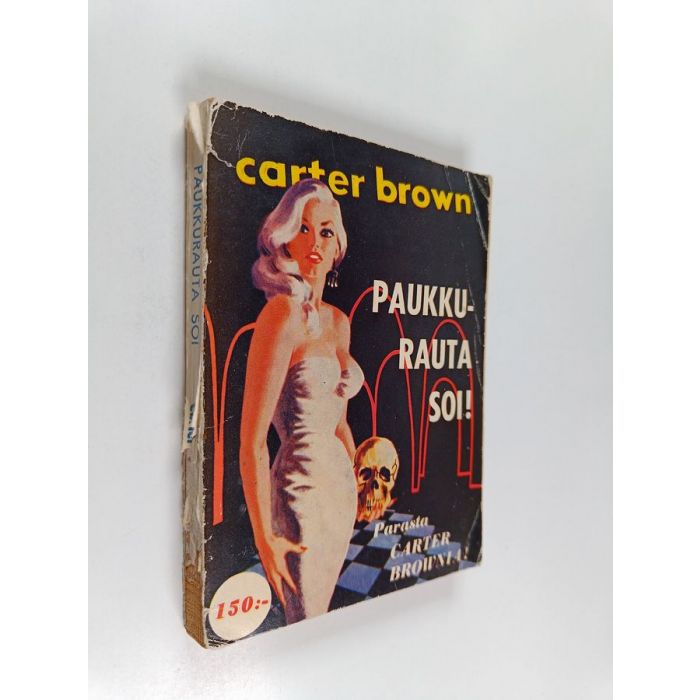 PAUKKURAUTA SOI
carter brown
PAUKKU-
RAUTA
SOI!
Parasta
CARTER
BROWNIA!
150:-